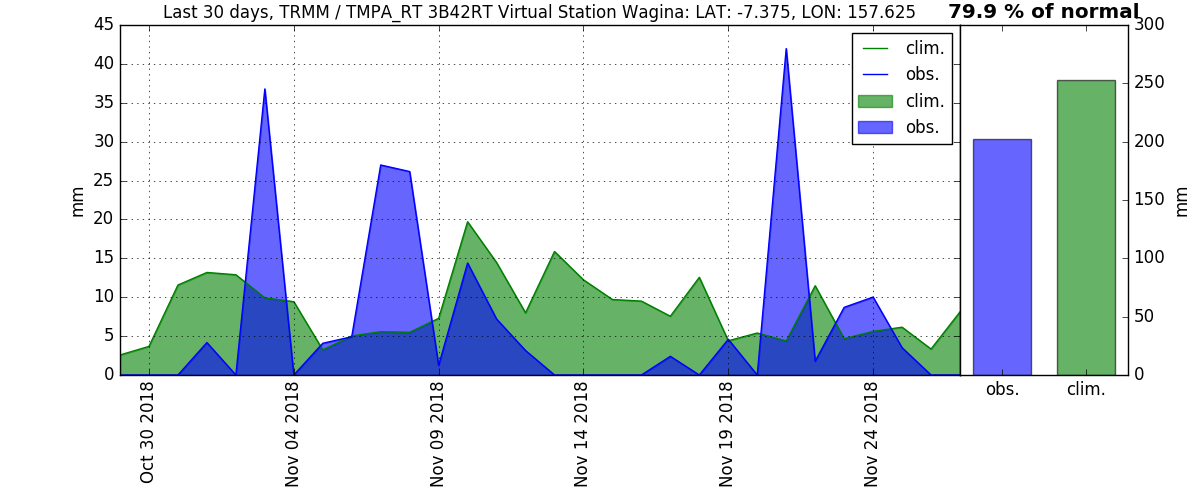 Last 30 days, TRMM / TMPA_RT 3B42RT Virtual Station Wagina: LAT: -7.375, LON: 157.625
79.9 % of normal
45
40
35
30
25
20
15
10
5
0
mm
clim.
obs.
clim.
obs.
Oct 30 2018
Nov 04 2018
Nov 09 2018
Nov 14 2018
Nov 19 2018
Nov 24 2018
300
250
200
150
100
50
0
mm
obs.
clim.